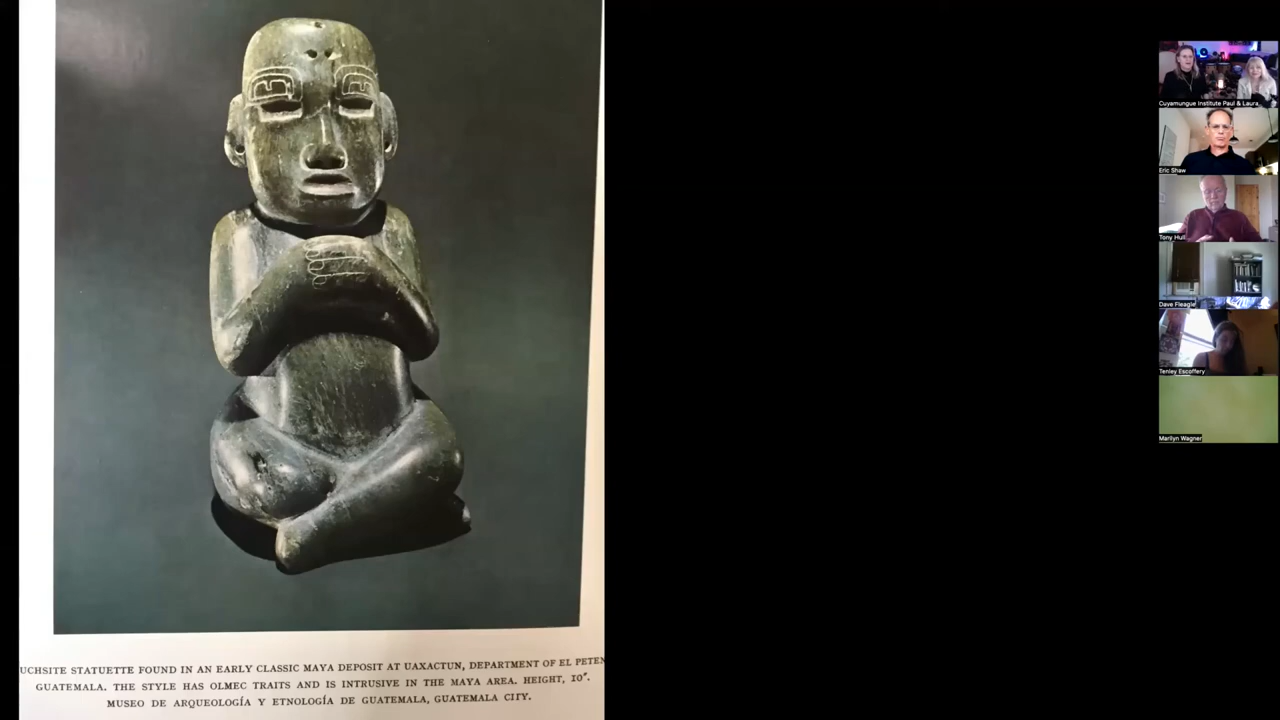 UCHSITE STATUETTE FOUND IN AN EARLY CLASSIC MAYA DEPOSIT AT UAXACTUN, DEPARTMENT OF EL PETEN
GUATEMALA. THE STYLE HAS OLMEC TRAITS AND IS INTRUSIVE IN THE MAYA AREA. HEIGHT, 10".
MUSEO DE ARQUEOLOGÍA Y ETNOLOGÍA DE GUATEMALA, GUATEMALA CITY.
Cuyamungue Institute Paul & Laura
Eric Shaw
Tony Hull
Dave Fleagle
Tenley Escoffery
Marilyn Wagner